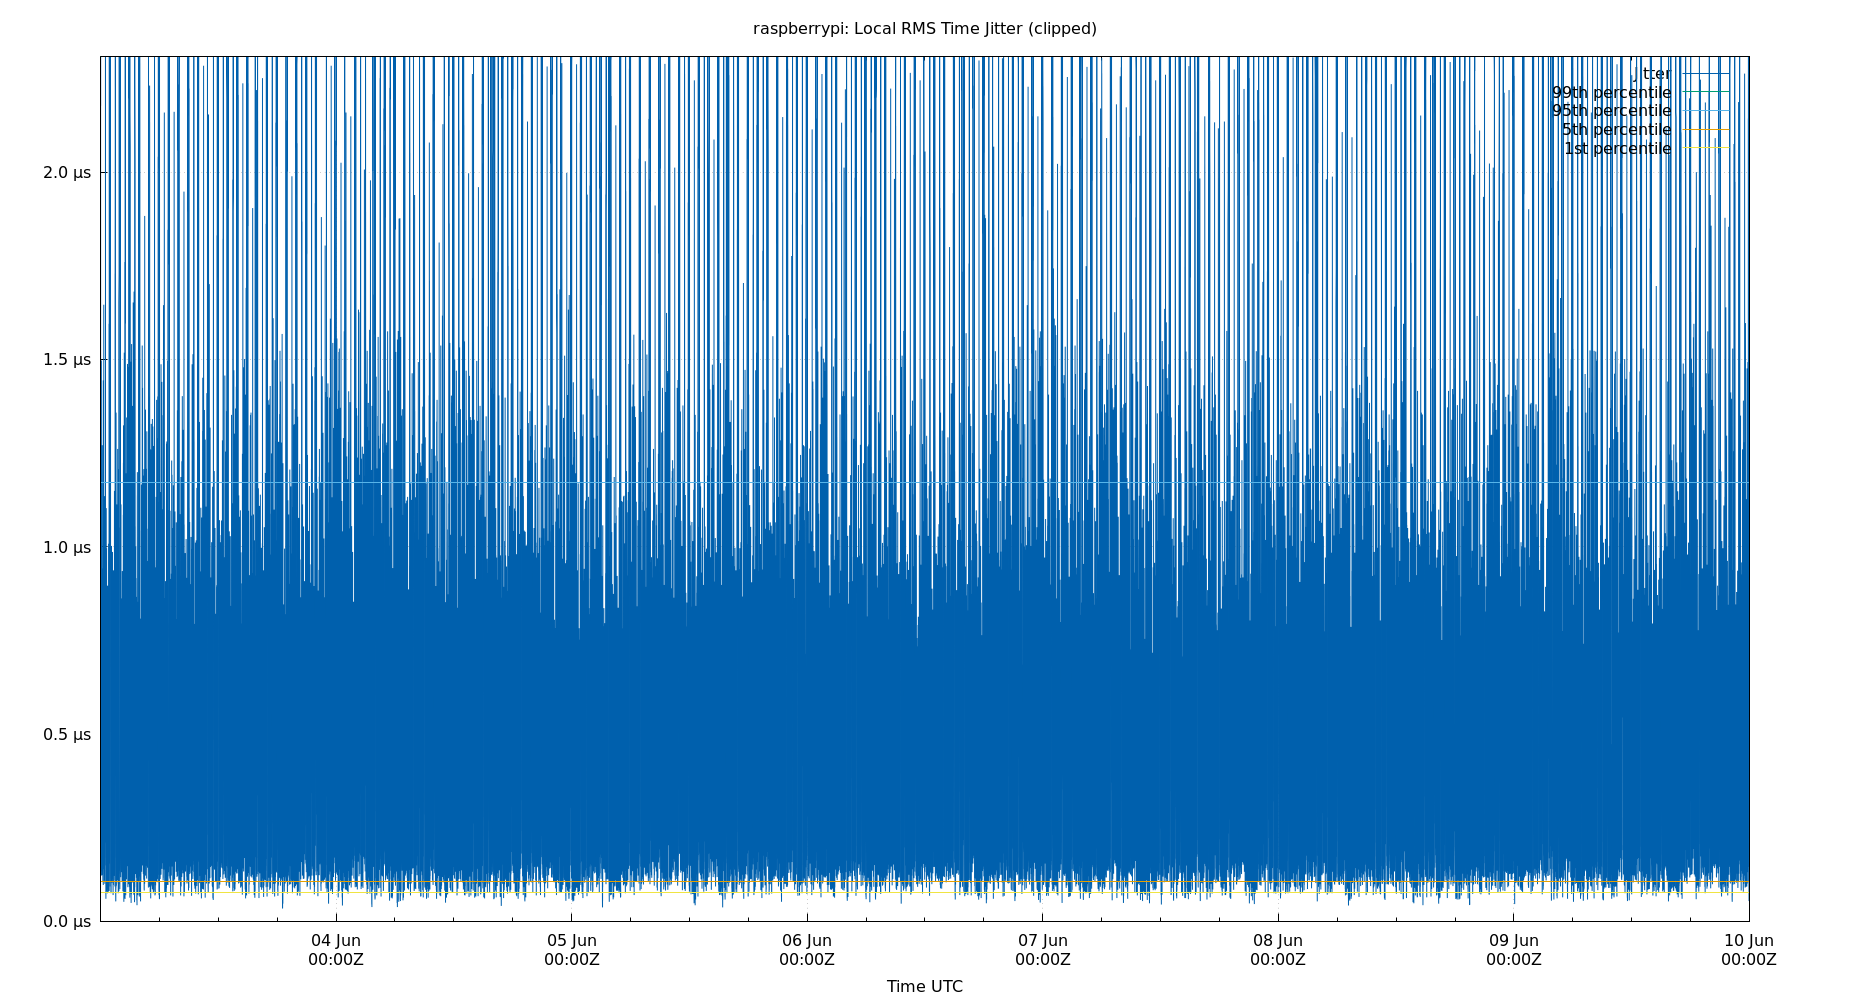 raspberrypi: Local RMS Time Jitter (clipped)
Jitter
99th percentile
95th percentile
5th percentile
1st percentile
2.0 µs
1.5 µs
1.0 µs
0.5 µs
0.0 µs
04 Jun 05 Jun 06 Jun 07 Jun 08 Jun 09 Jun 10 Jun
00:00Z 00:00Z 00:00Z 00:00Z 00:00Z 00:00Z 00:00Z
Time UTC